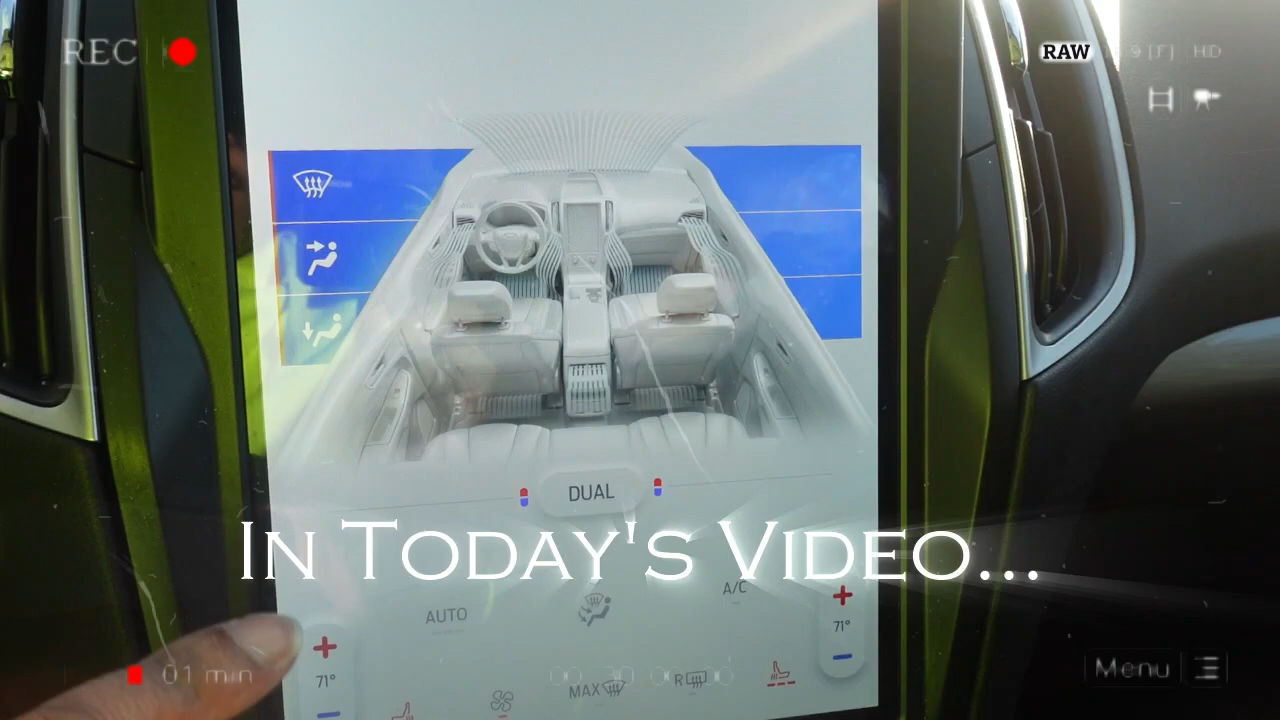 REC
RAW
HD
DUAL
In Today's Video...
A/C
AUTO
71°
01 min
71°
Menu
MAX
R